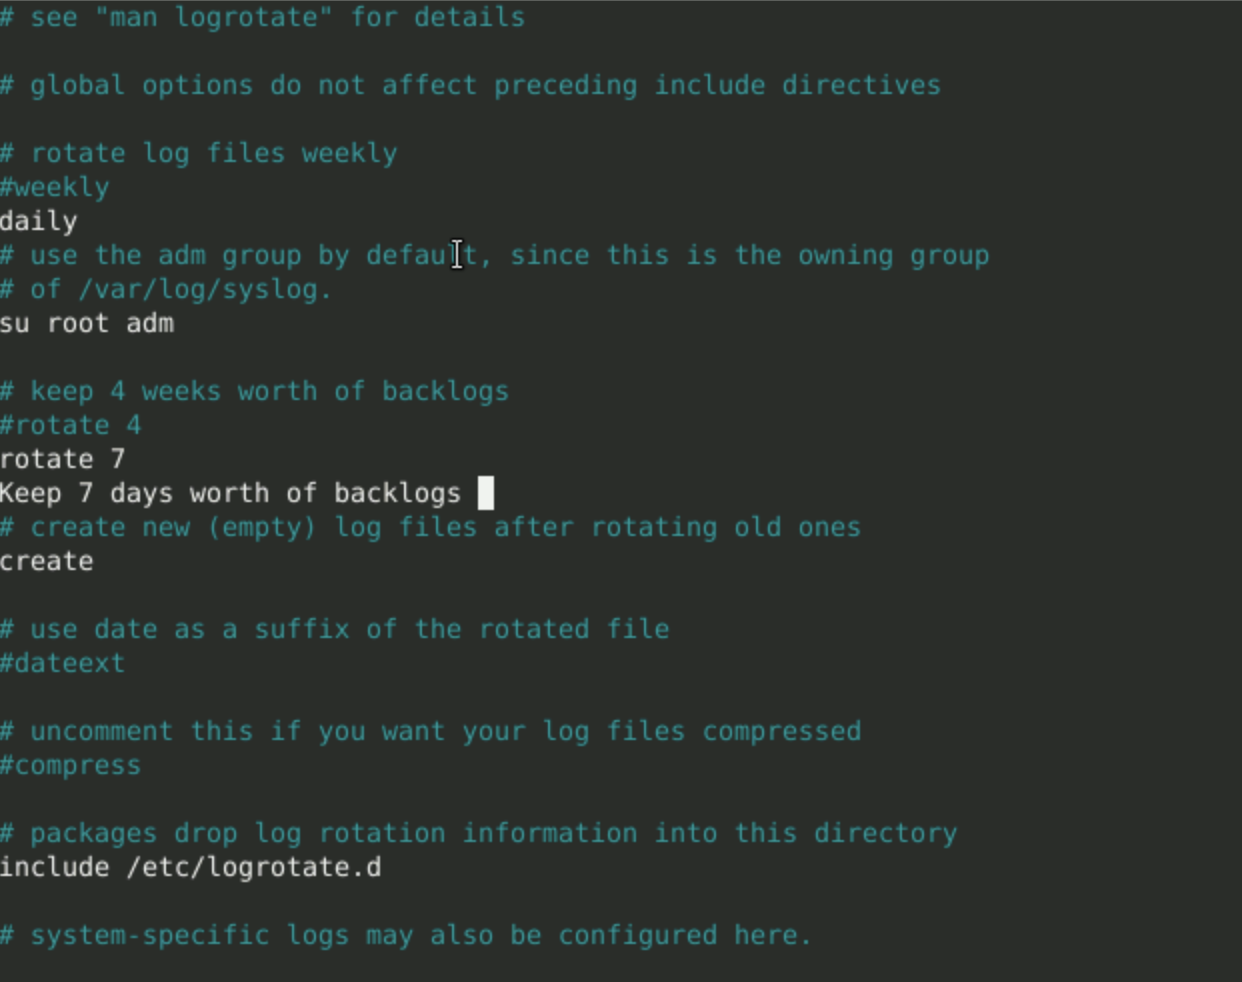 # see "man logrotate" for details
# global options do not affect preceding include directives
# rotate log files weekly
#weekly
daily
# use the adm group by default, since this is the owning group
# of /var/log/syslog.
su root adm
# keep 4 weeks worth of backlogs
#rotate 4
rotate 7
Keep 7 days worth of backlogs
# create new (empty) log files after rotating old ones
create
# use date as a suffix of the rotated file
#dateext
# uncomment this if you want your log files compressed
#compress
# packages drop log rotation information into this directory
include /etc/logrotate.d
# system-specific logs may also be configured here.